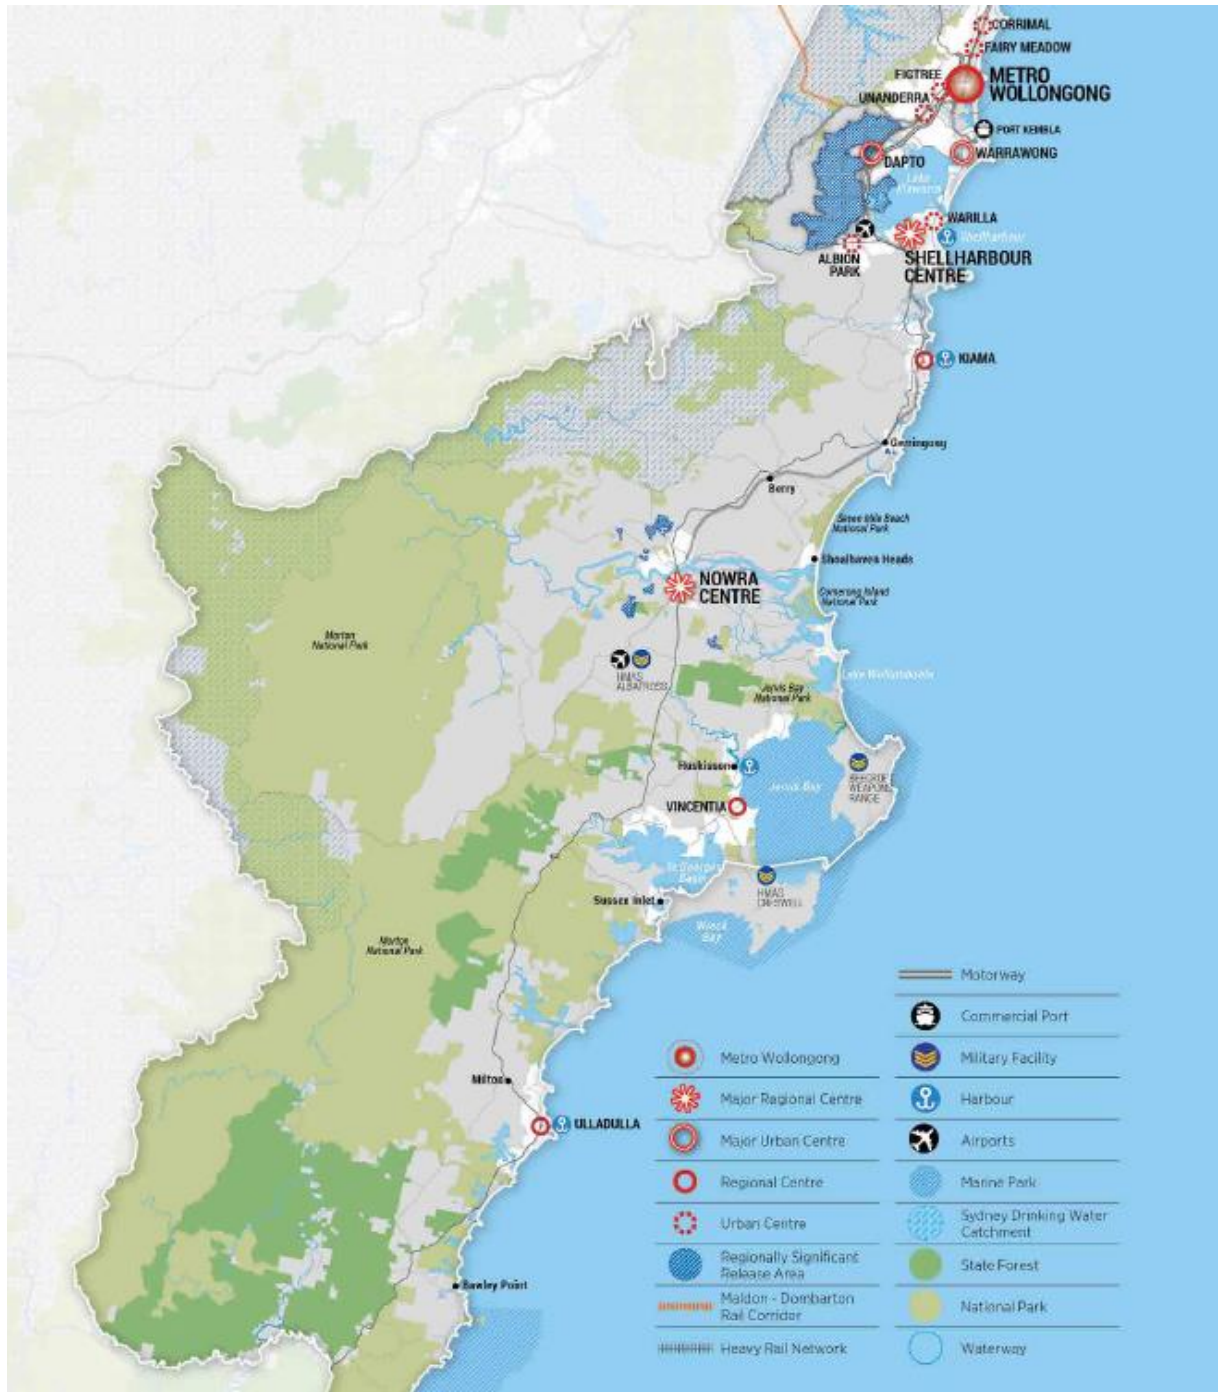 CORRIMAL
FAIRY MEADOW
FIGTREE
METRO
WOLLONGONG
UNANDERRA
PORT KEMBLA
DAPTO
WARRAWONG
Lake
Illawarra
WARILLA
Shellharbour
ALBION
PARK
SHELLHARBOUR
CENTRE
KIAMA
Gerringong
Berry
Seven Mile Beach
National Park
Shoalhaven Heads
NOWRA
CENTRE
Comerong Island
National Park
Morton
National Park
HMAS
ALBATROSS
Lake Wollumboola
Jervis Bay
National Park
Huskisson
Jervis Bay
BEECROFT
WEAPONS
RANGE
VINCENTIA
St Georges
Basin
HMAS
CRESWELL
Sussex Inlet
Wreck
Bay
Morton
National Park
Milton
ULLADULLA
Bawley Point
Motorway
Commercial Port
Metro Wollongong
Military Facility
Major Regional Centre
Harbour
Major Urban Centre
Airports
Regional Centre
Marine Park
Urban Centre
Sydney Drinking Water
Catchment
Regionally Significant
Release Area
State Forest
Maldon - Dombarton
Rail Corridor
National Park
Heavy Rail Network
Waterway